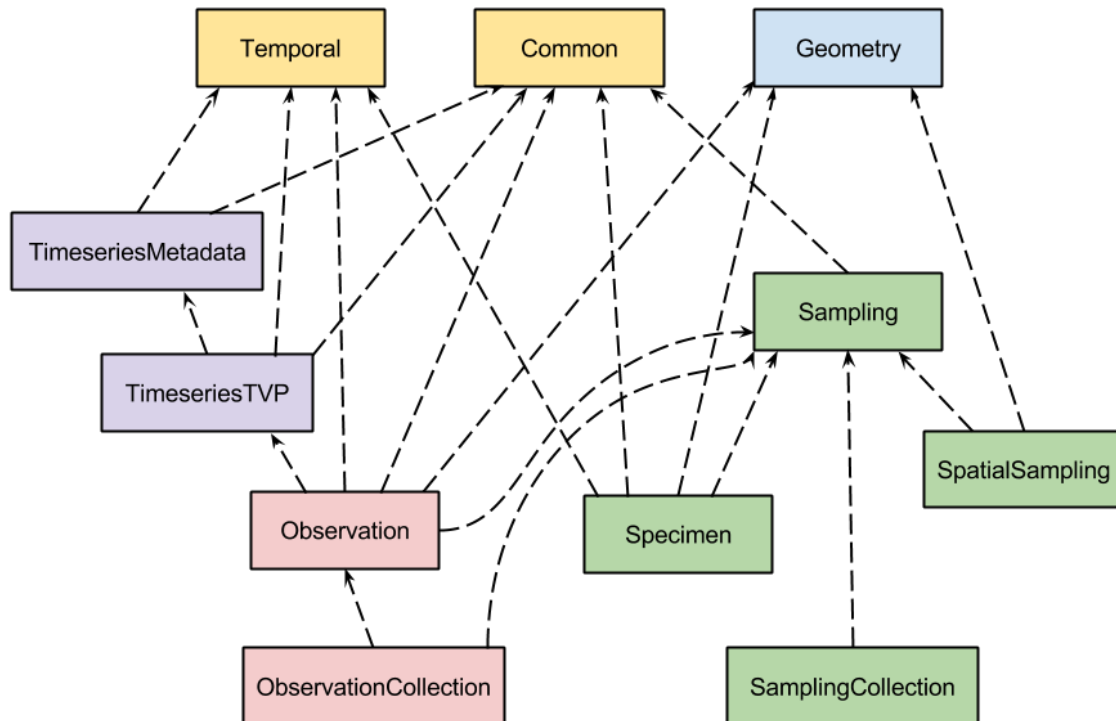 Temporal
Common
Geometry
TimeseriesMetadata
Sampling
TimeseriesTVP
SpatialSampling
Observation
Specimen
ObservationCollection
SamplingCollection